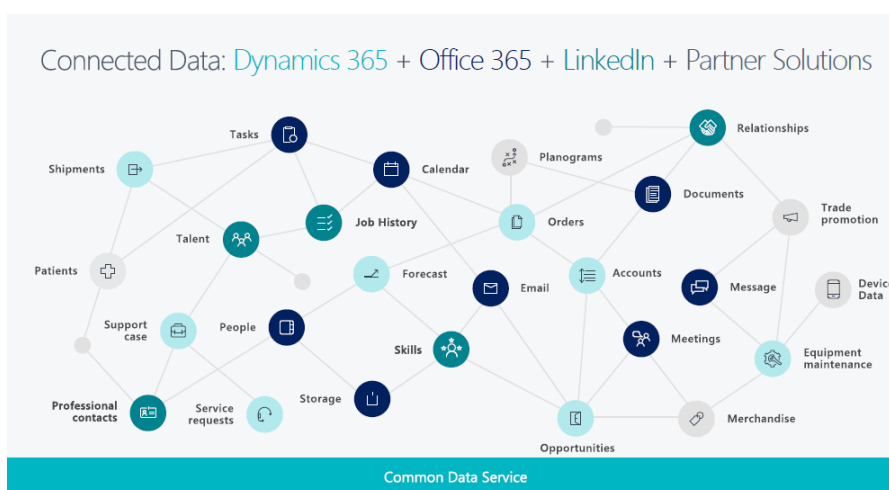 Connected Data: Dynamics 365 + Office 365 + LinkedIn + Partner Solutions
Tasks
Relationships
Shipments
Calendar
Planograms
Documents
Trade
promotion
Talent
Job History
Orders
Patients
Forecast
Email
Accounts
Message
Device
Data
Support
case
People
Skills
Meetings
Equipment
maintenance
Professional
contacts
Service
requests
Storage
Opportunities
Merchandise
Common Data Service